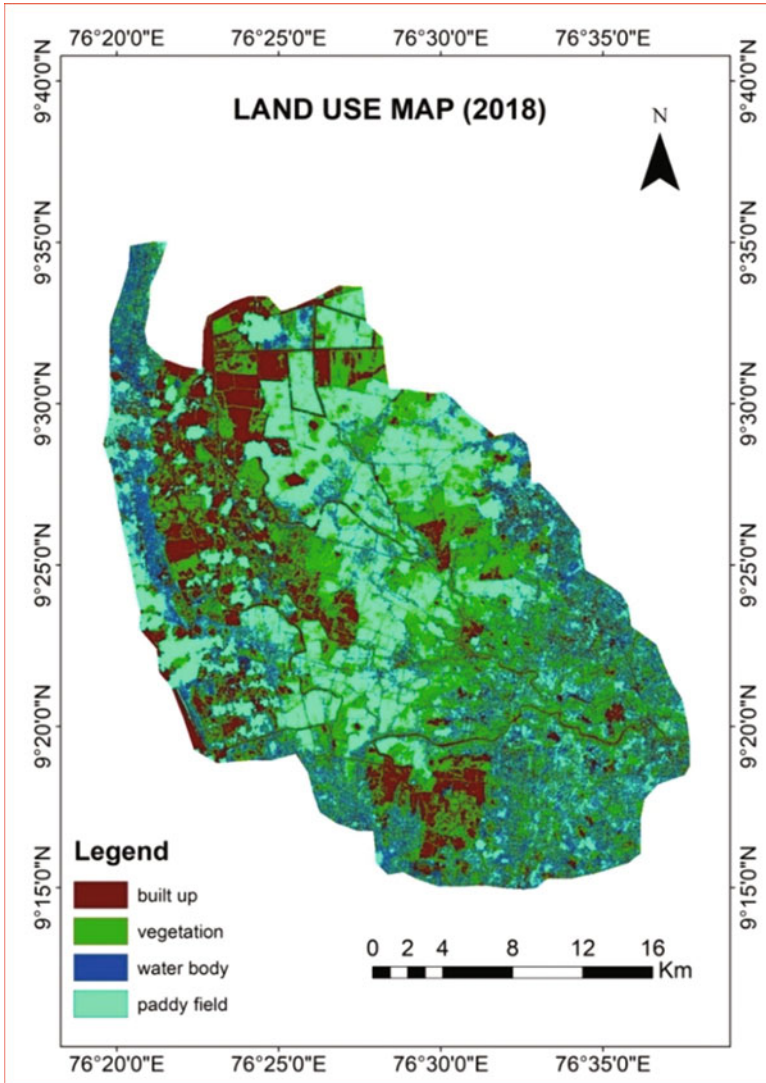 76°20'0"E 76°25'0"E 76°30'0"E 76°35'0"E
LAND USE MAP (2018)
N
9°40'0"N 9°40'0"N
9°35'0"N 9°35'0"N
9°30'0"N 9°30'0"N
9°25'0"N 9°25'0"N
9°20'0"N 9°20'0"N
9°15'0"N 9°15'0"N
Legend
built up
vegetation
water body
paddy field
0 2 4 8 12 16
Km
76°20'0"E 76°25'0"E 76°30'0"E 76°35'0"E